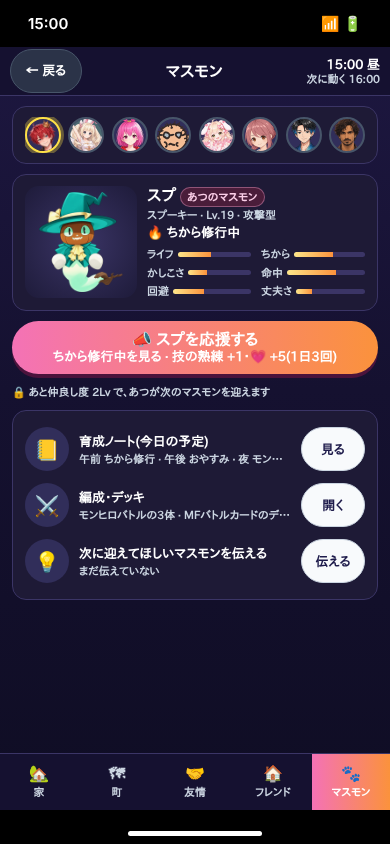 15:00
← 戻る
マスモン
15:00 昼
次に動く 16:00
スプ あつのマスモン
スプーキー · Lv.19 · 攻撃型
🔥 ちから修行中
ライフ ちから
かしこさ 命中
回避 丈夫さ
📣 スプを応援する
ちから修行中を見る · 技の熟練 +1 · 💗 +5(1日3回)
🔒 あと仲良し度 2Lv で、あつが次のマスモンを迎えます
育成ノート(今日の予定)
午前 ちから修行 · 午後 おやすみ · 夜 モン…
見る
編成・デッキ
モンヒロバトルの3体 · MFバトルカードのデ…
開く
次に迎えてほしいマスモンを伝える
まだ伝えていない
伝える
家
町
友情
フレンド
マスモン